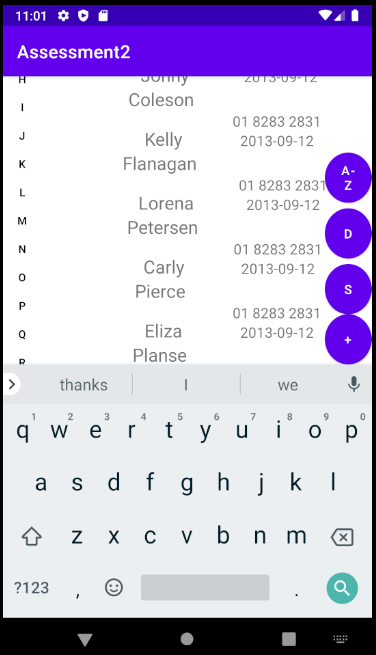 11:01
Assessment2
H
I
J
K
L
M
N
O
P
Q
R
Jonny
Coleson
2013-09-12
Kelly
Flanagan
01 8283 2831
2013-09-12
Lorena
Petersen
01 8283 2831
2013-09-12
Carly
Pierce
01 8283 2831
2013-09-12
Eliza
Planse
01 8283 2831
2013-09-12
A-
Z
D
S
+
thanks I we
1 2 3 4 5 6 7 8 9 0
q w e r t y u i o p
a s d f g h j k l
z x c v b n m
?123 , .